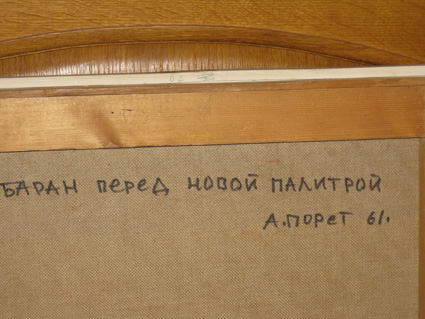 БАРАН перед новой палитрой
А.Порет 61.